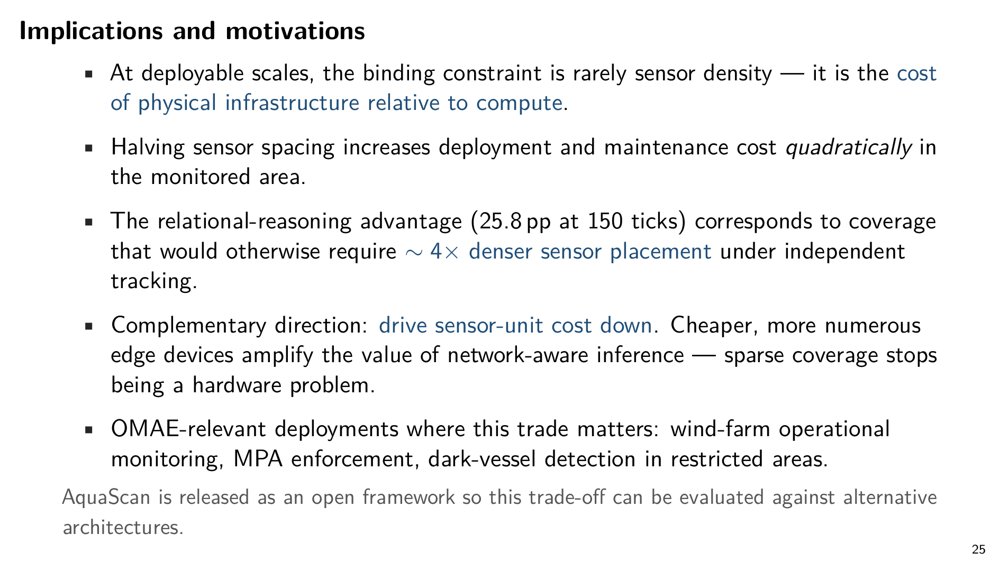 Implications and motivations
▪ At deployable scales, the binding constraint is rarely sensor density — it is the cost
of physical infrastructure relative to compute.
▪ Halving sensor spacing increases deployment and maintenance cost quadratically in
the monitored area.
▪ The relational-reasoning advantage (25.8 pp at 150 ticks) corresponds to coverage
that would otherwise require ∼ 4× denser sensor placement under independent
tracking.
▪ Complementary direction: drive sensor-unit cost down. Cheaper, more numerous
edge devices amplify the value of network-aware inference — sparse coverage stops
being a hardware problem.
▪ OMAE-relevant deployments where this trade matters: wind-farm operational
monitoring, MPA enforcement, dark-vessel detection in restricted areas.
AquaScan is released as an open framework so this trade-off can be evaluated against alternative
architectures.
25